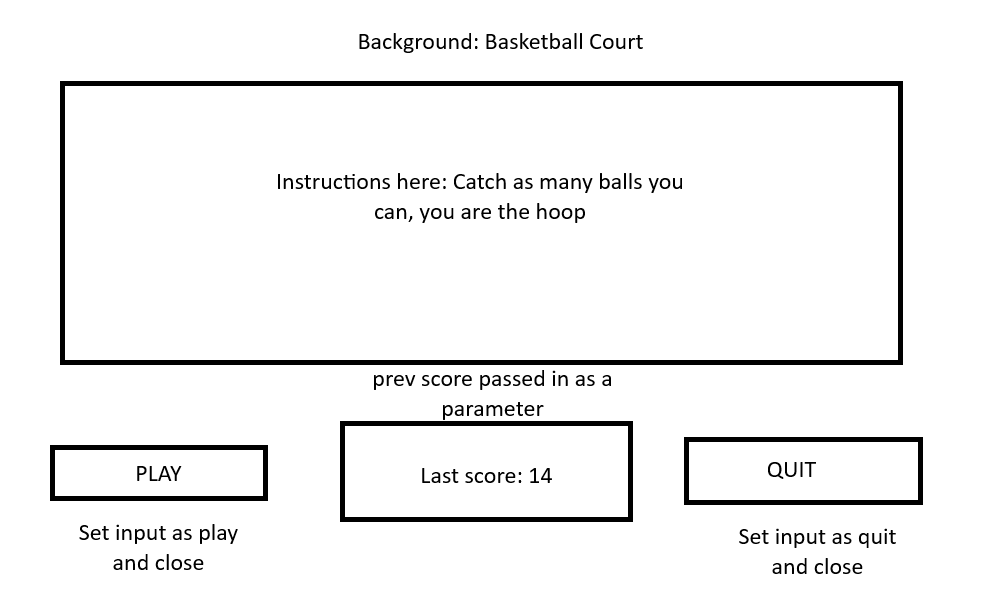 Background: Basketball Court
Instructions here: Catch as many balls you
can, you are the hoop
prev score passed in as a
parameter
PLAY
Last score: 14
QUIT
Set input as play
and close
Set input as quit
and close